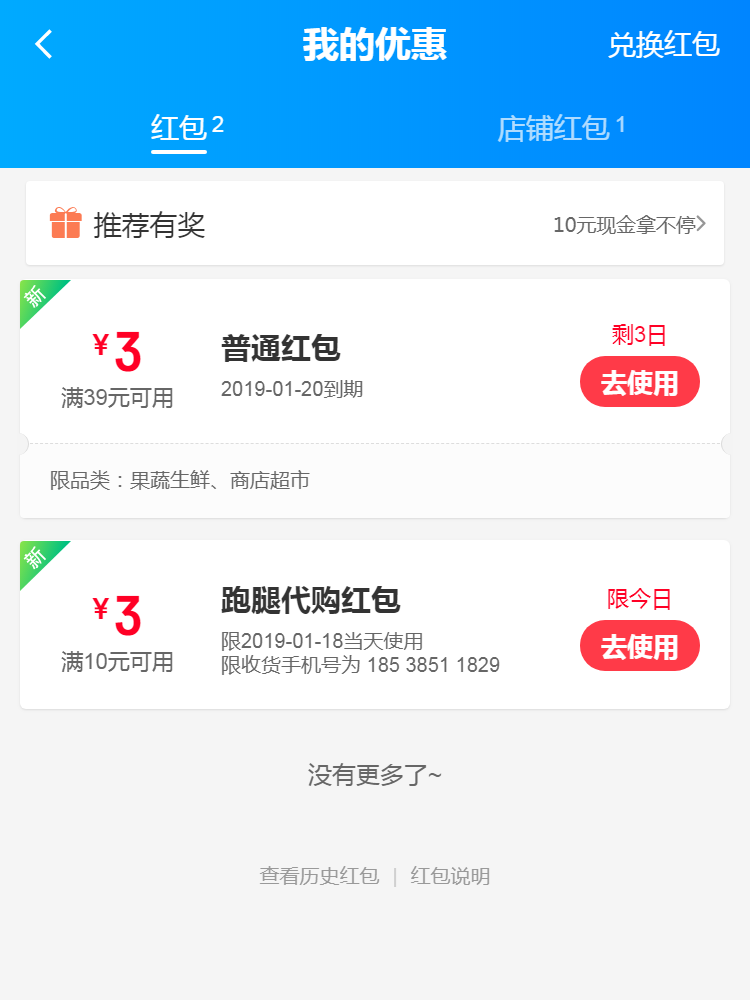 我的优惠
兑换红包
红包 2
店铺红包 1
推荐有奖
10元现金拿不停
新
¥3
满39元可用
普通红包
2019-01-20到期
剩3日
去使用
限品类：果蔬生鲜、商店超市
新
¥3
满10元可用
跑腿代购红包
限2019-01-18当天使用
限收货手机号为 185 3851 1829
限今日
去使用
没有更多了~
查看历史红包 | 红包说明